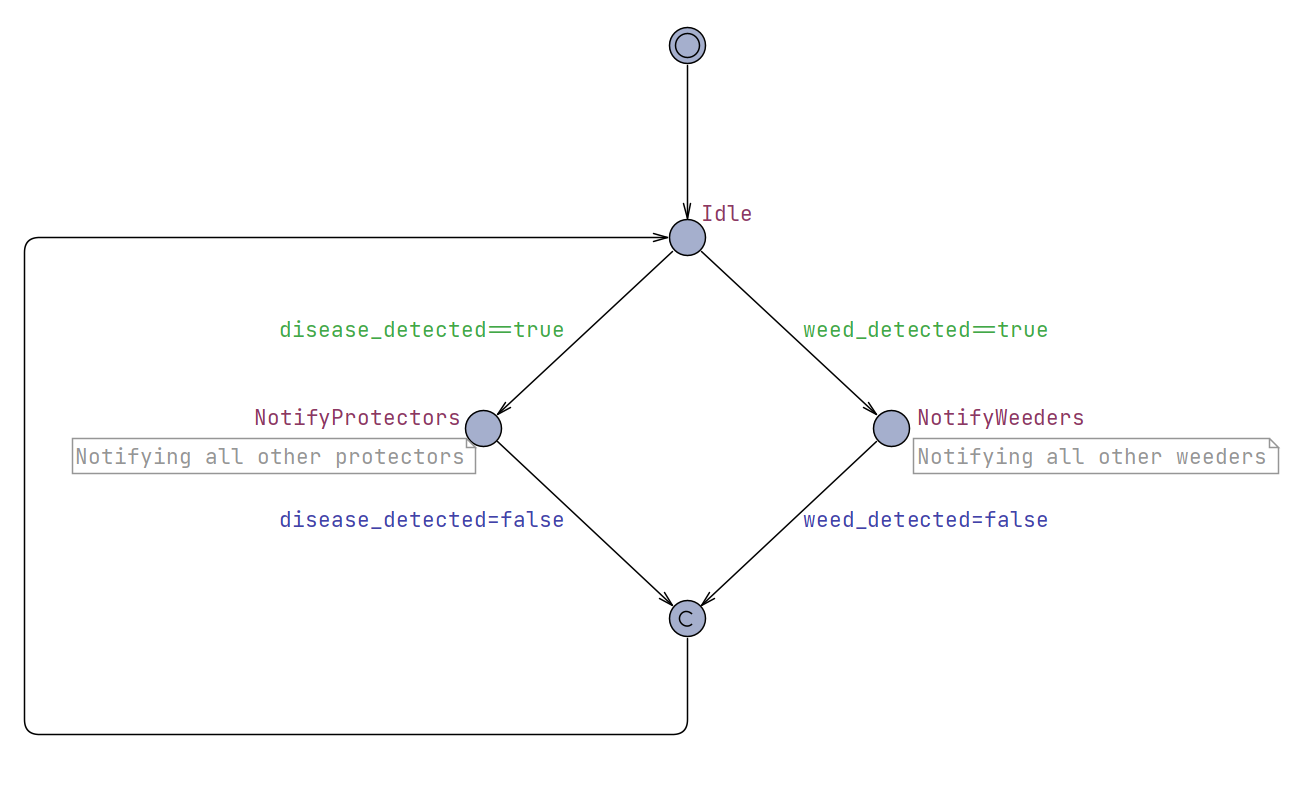 Idle
disease_detected==true
weed_detected==true
NotifyProtectors
NotifyWeeders
Notifying all other protectors
Notifying all other weeders
disease_detected=false
weed_detected=false
C